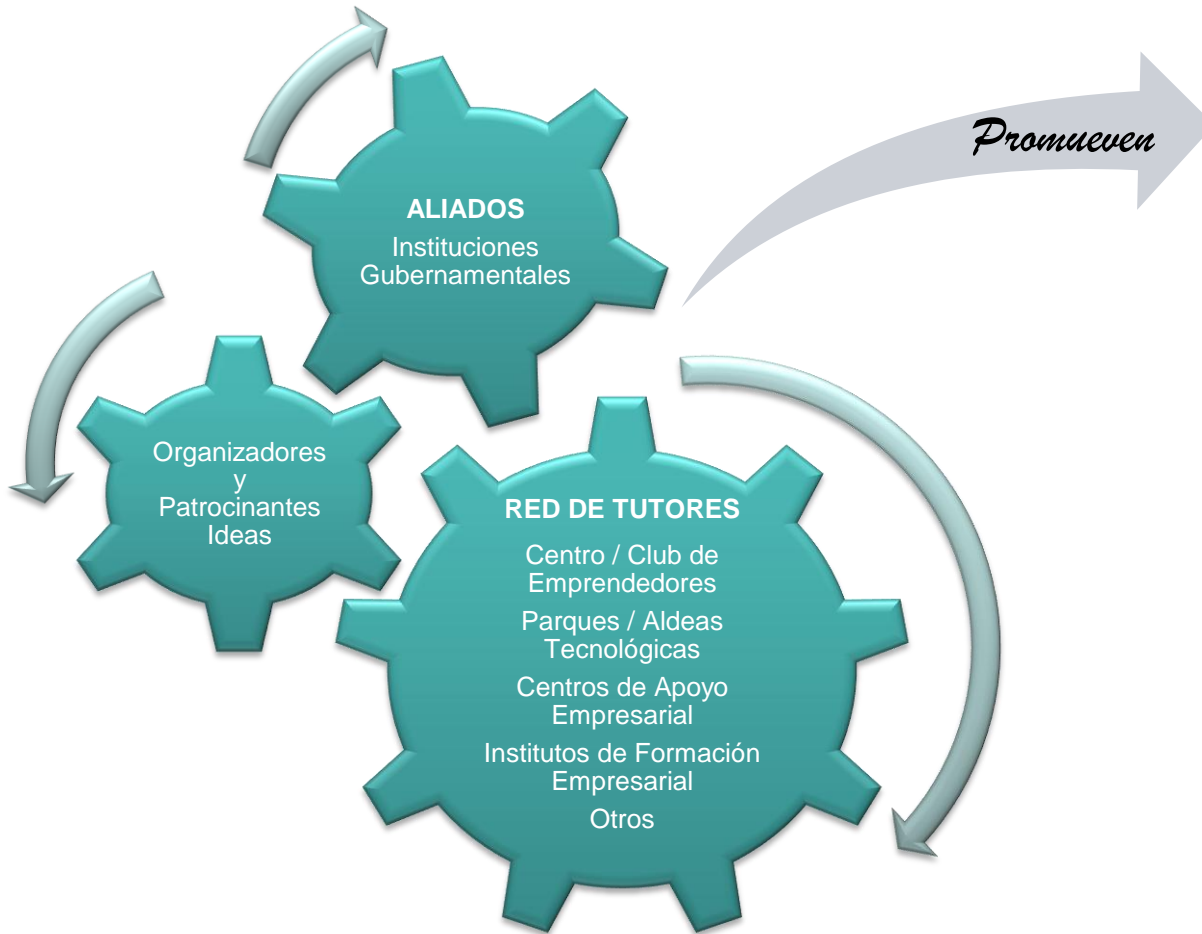 Promueven
ALIADOS
Instituciones
Gubernamentales
Organizadores
y
Patrocinantes
Ideas
RED DE TUTORES
Centro / Club de
Emprendedores
Parques / Aldeas
Tecnológicas
Centros de Apoyo
Empresarial
Institutos de Formación
Empresarial
Otros